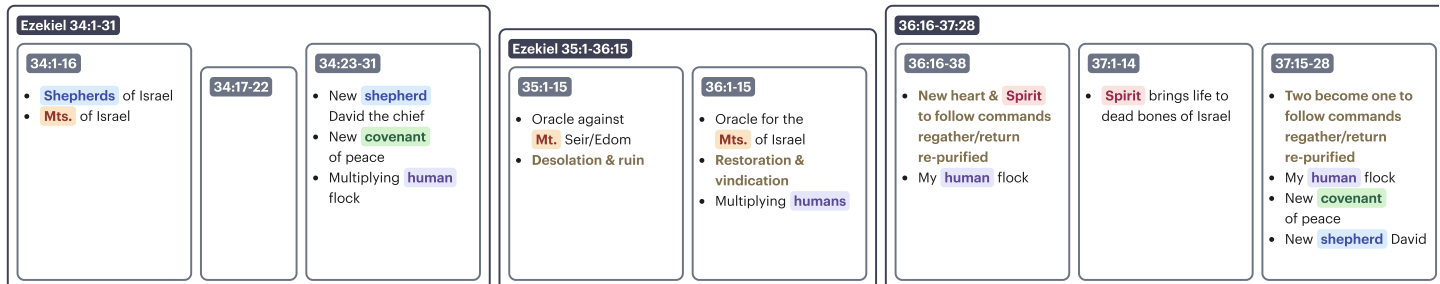 Ezekiel 34:1-31
34:1-16
Shepherds of Israel
Mts. of Israel
34:17-22
34:23-31
New shepherd
David the chief
New covenant
of peace
Multiplying human
flock
Ezekiel 35:1-36:15
35:1-15
Oracle against
Mt. Seir/Edom
Desolation & ruin
36:1-15
Oracle for the
Mts. of Israel
Restoration &
vindication
Multiplying humans
36:16-37:28
36:16-38
New heart & Spirit
to follow commands
regather/return
re-purified
My human flock
37:1-14
Spirit brings life to
dead bones of Israel
37:15-28
Two become one to
follow commands
regather/return
re-purified
My human flock
New covenant
of peace
New shepherd David